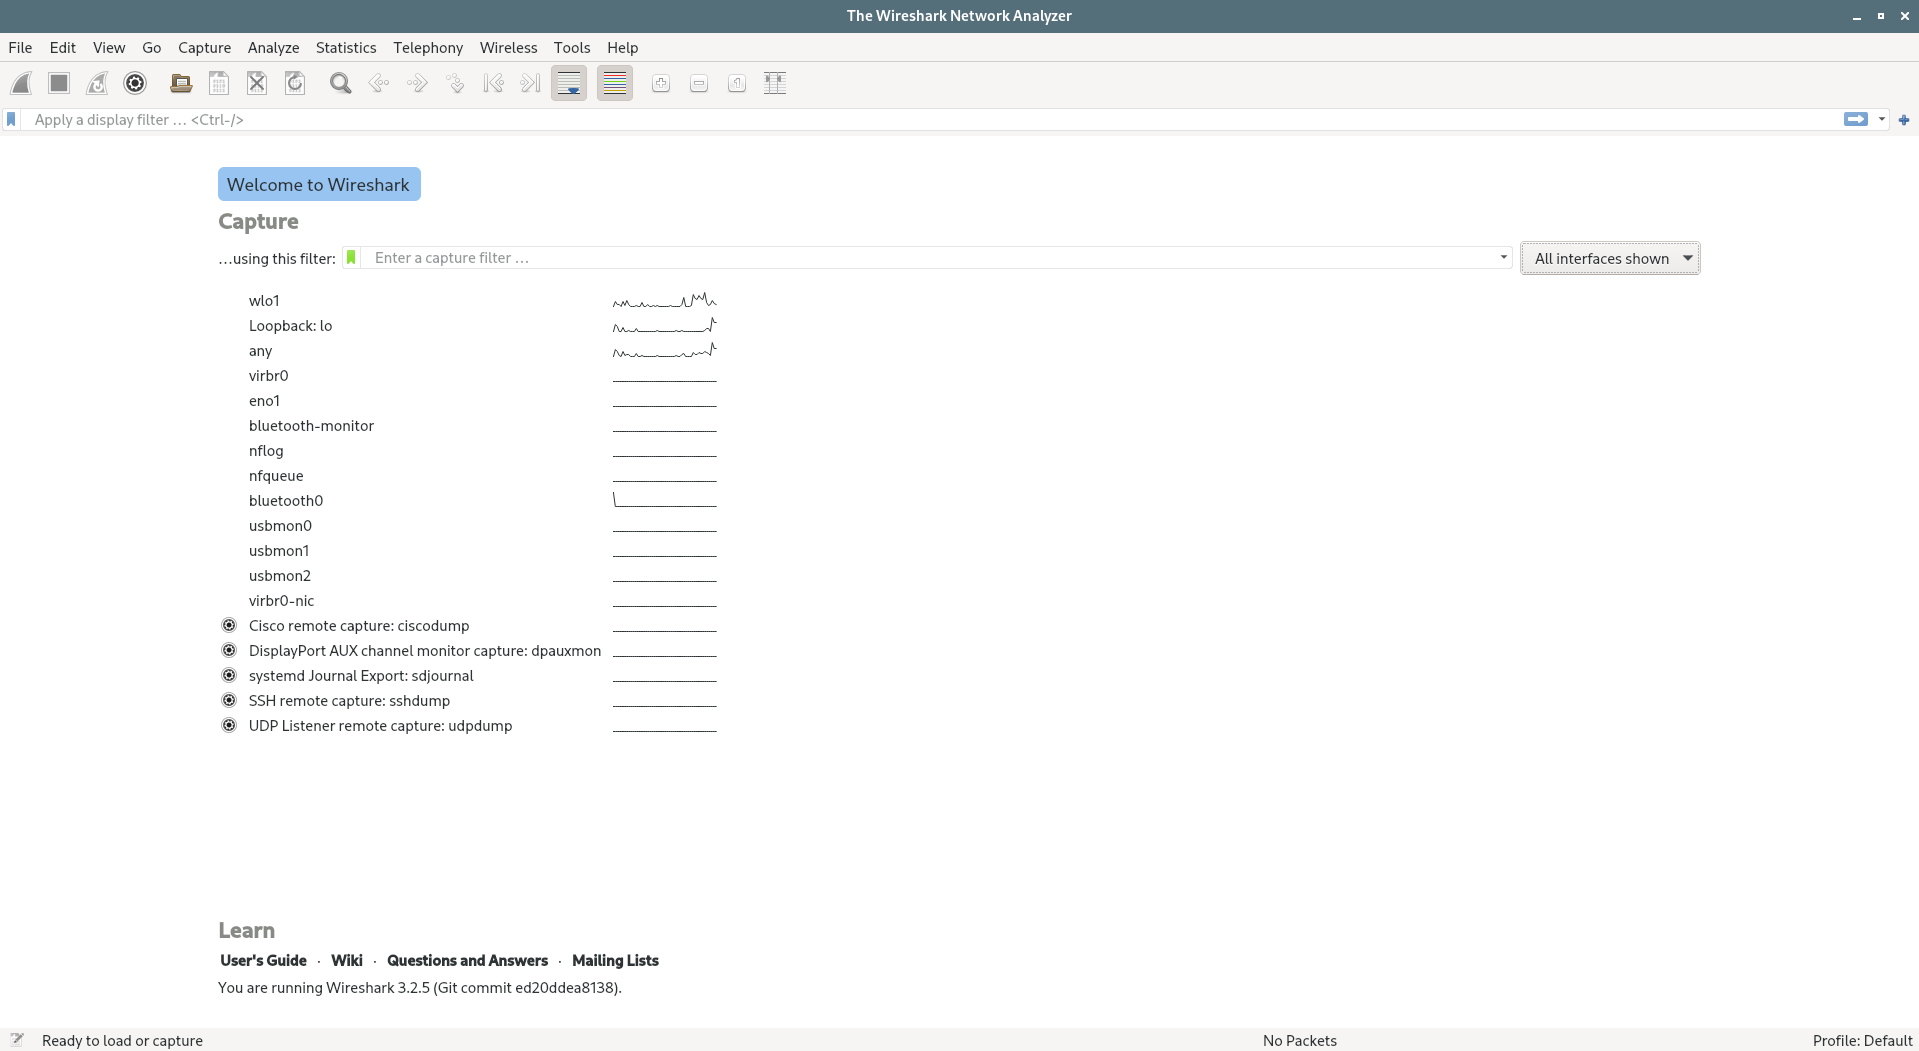 The Wireshark Network Analyzer
File Edit View Go Capture Analyze Statistics Telephony Wireless Tools Help
Apply a display filter … <Ctrl-/>
Welcome to Wireshark
Capture
…using this filter: Enter a capture filter … All interfaces shown
wlo1
Loopback: lo
any
virbr0
eno1
bluetooth-monitor
nflog
nfqueue
bluetooth0
usbmon0
usbmon1
usbmon2
virbr0-nic
Cisco remote capture: ciscodump
DisplayPort AUX channel monitor capture: dpauxmon
systemd Journal Export: sdjournal
SSH remote capture: sshdump
UDP Listener remote capture: udpdump
Learn
User's Guide · Wiki · Questions and Answers · Mailing Lists
You are running Wireshark 3.2.5 (Git commit ed20ddea8138).
Ready to load or capture No Packets Profile: Default